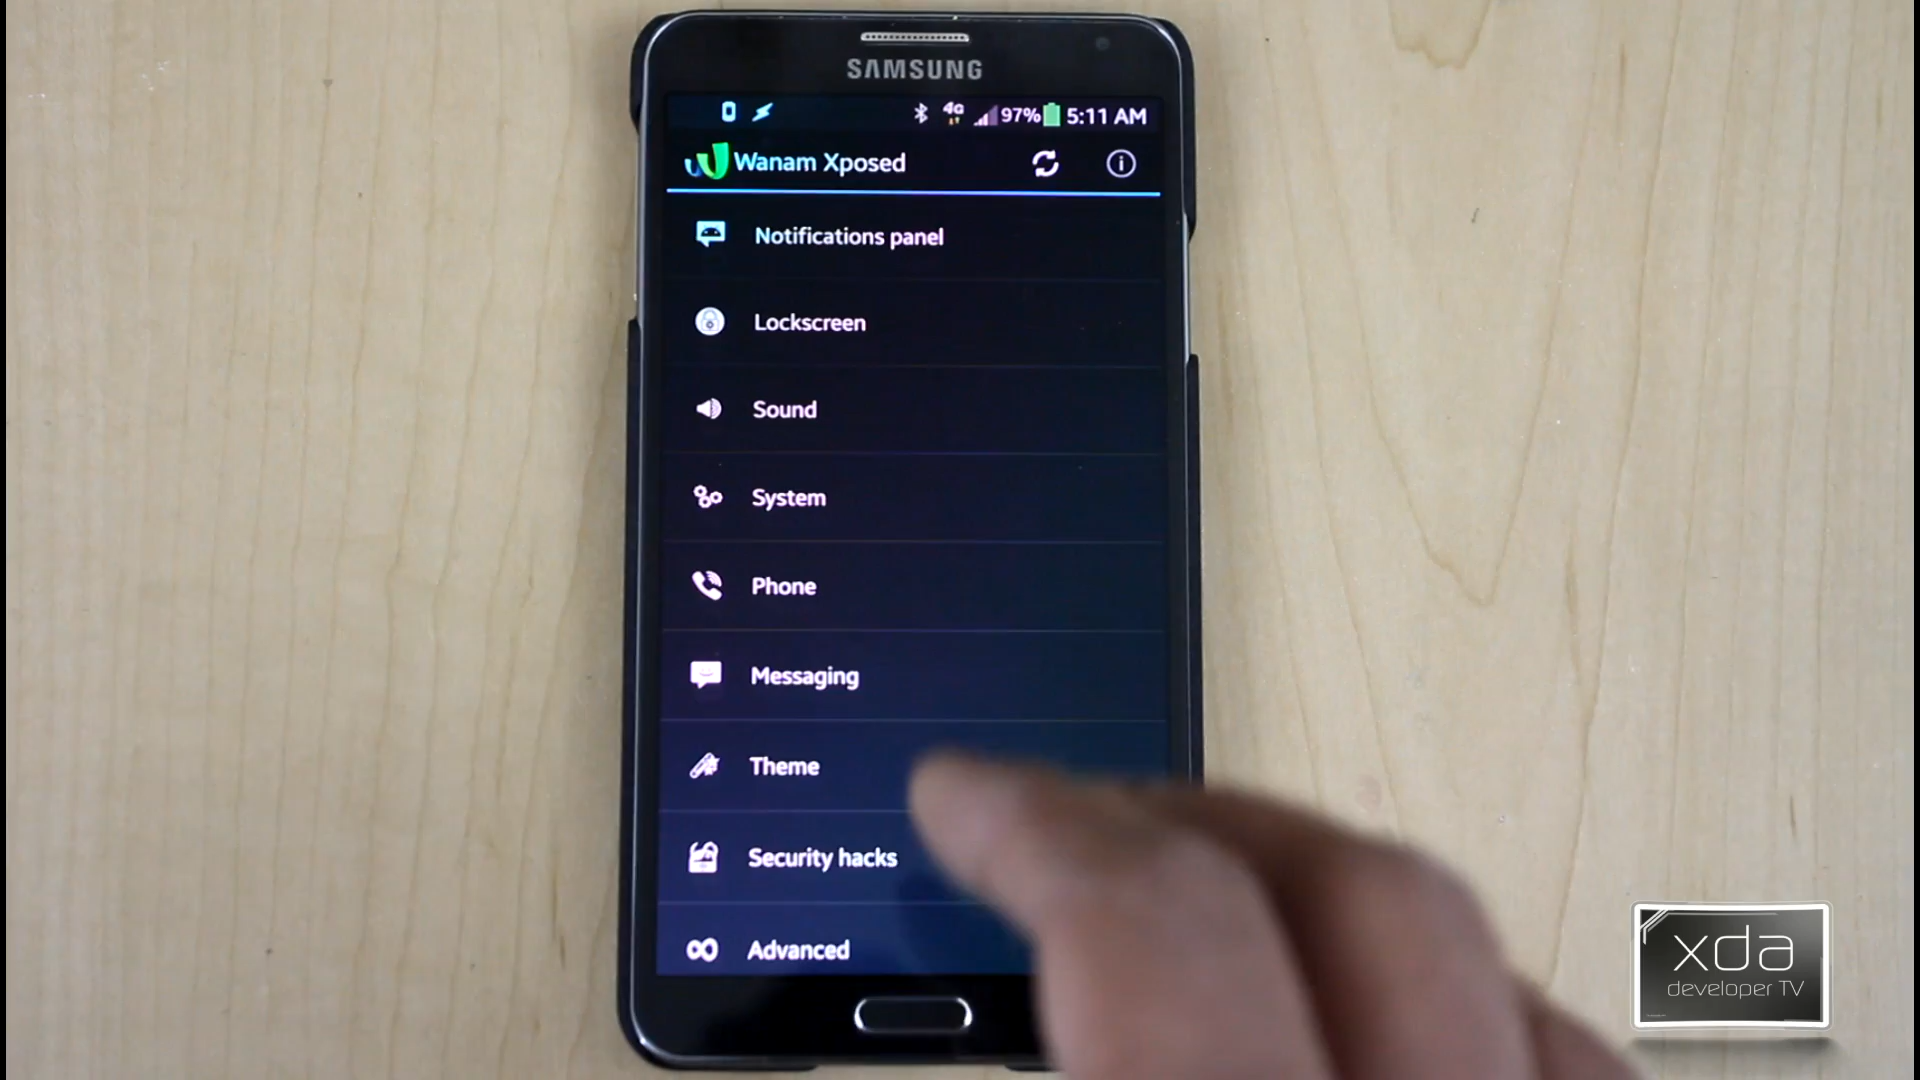 SAMSUNG
4G 97% 5:11 AM
Wanam Xposed
Notifications panel
Lockscreen
Sound
System
Phone
Messaging
Theme
Security hacks
Advanced
xda
developer TV